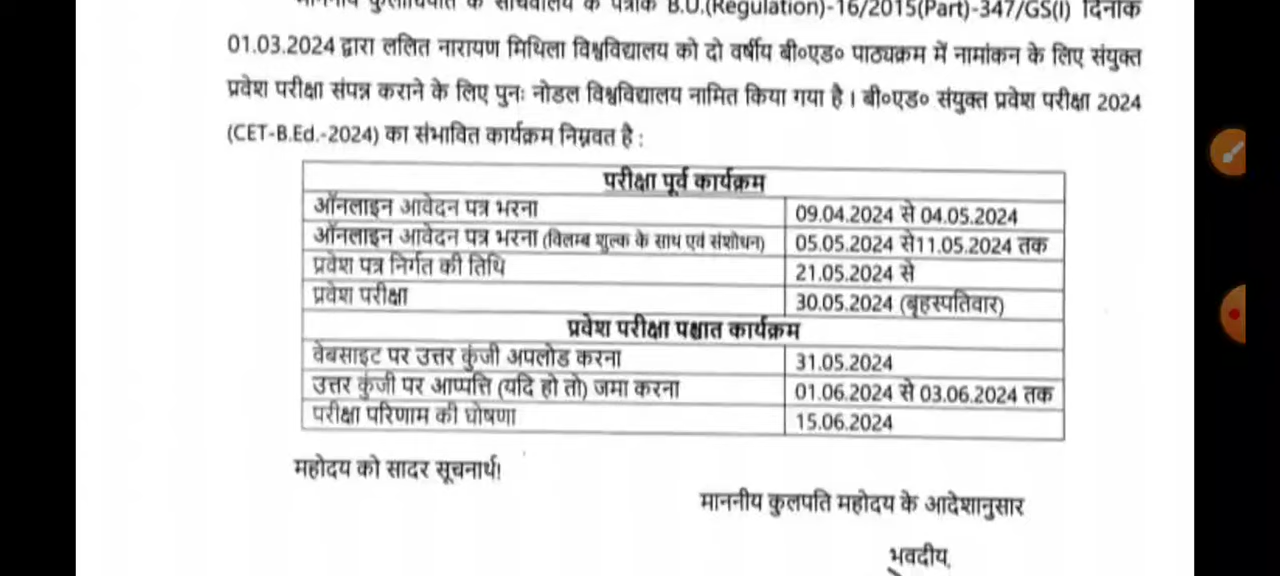 माननीय कुलाधिपति के सचिवालय के पत्रांक B.U.(Regulation)-16/2015(Part)-347/GS(I) दिनांक
01.03.2024 द्वारा ललित नारायण मिथिला विश्वविद्यालय को दो वर्षीय बी०एड० पाठ्यक्रम में नामांकन के लिए संयुक्त
प्रवेश परीक्षा संपन्न कराने के लिए पुनः नोडल विश्वविद्यालय नामित किया गया है । बी०एड० संयुक्त प्रवेश परीक्षा 2024
(CET-B.Ed.-2024) का संभावित कार्यक्रम निम्नवत है :
परीक्षा पूर्व कार्यक्रम
ऑनलाइन आवेदन पत्र भरना 09.04.2024 से 04.05.2024
ऑनलाइन आवेदन पत्र भरना (विलम्ब शुल्क के साथ एवं संशोधन) 05.05.2024 से11.05.2024 तक
प्रवेश पत्र निर्गत की तिथि 21.05.2024 से
प्रवेश परीक्षा 30.05.2024 (बृहस्पतिवार)
प्रवेश परीक्षा पश्चात कार्यक्रम
वेबसाइट पर उत्तर कुंजी अपलोड करना 31.05.2024
उत्तर कुंजी पर आप्पत्ति (यदि हो तो) जमा करना 01.06.2024 से 03.06.2024 तक
परीक्षा परिणाम की घोषणा 15.06.2024
महोदय को सादर सूचनार्थ!
माननीय कुलपति महोदय के आदेशानुसार
भवदीय,